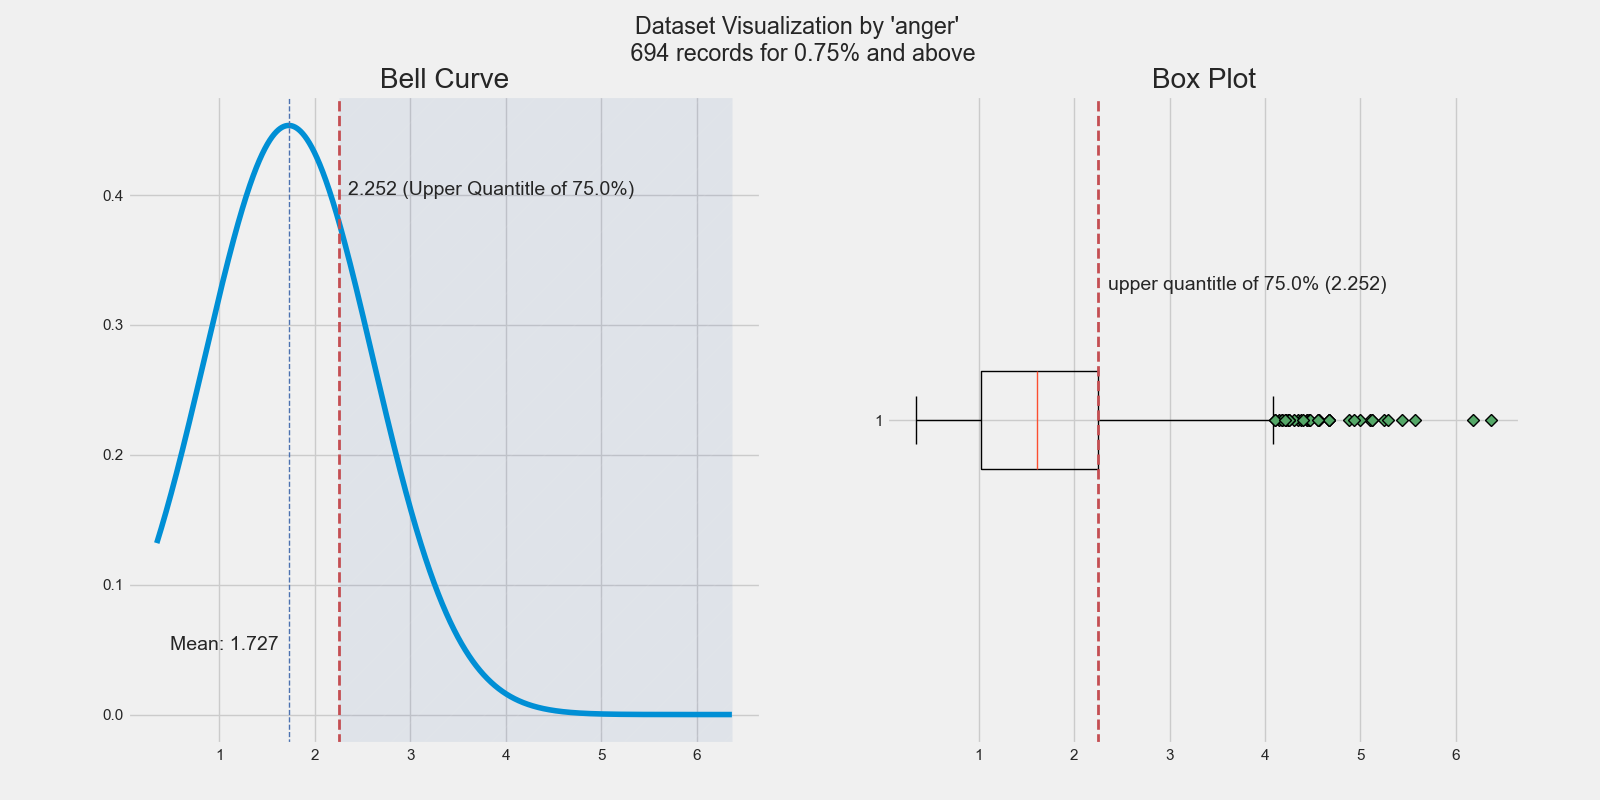 Dataset Visualization by 'anger'
694 records for 0.75% and above
Bell Curve
0.4
0.3
0.2
0.1
0.0
2.252 (Upper Quantitle of 75.0%)
Mean: 1.727
1 2 3 4 5 6
Box Plot
upper quantitle of 75.0% (2.252)
1
1 2 3 4 5 6